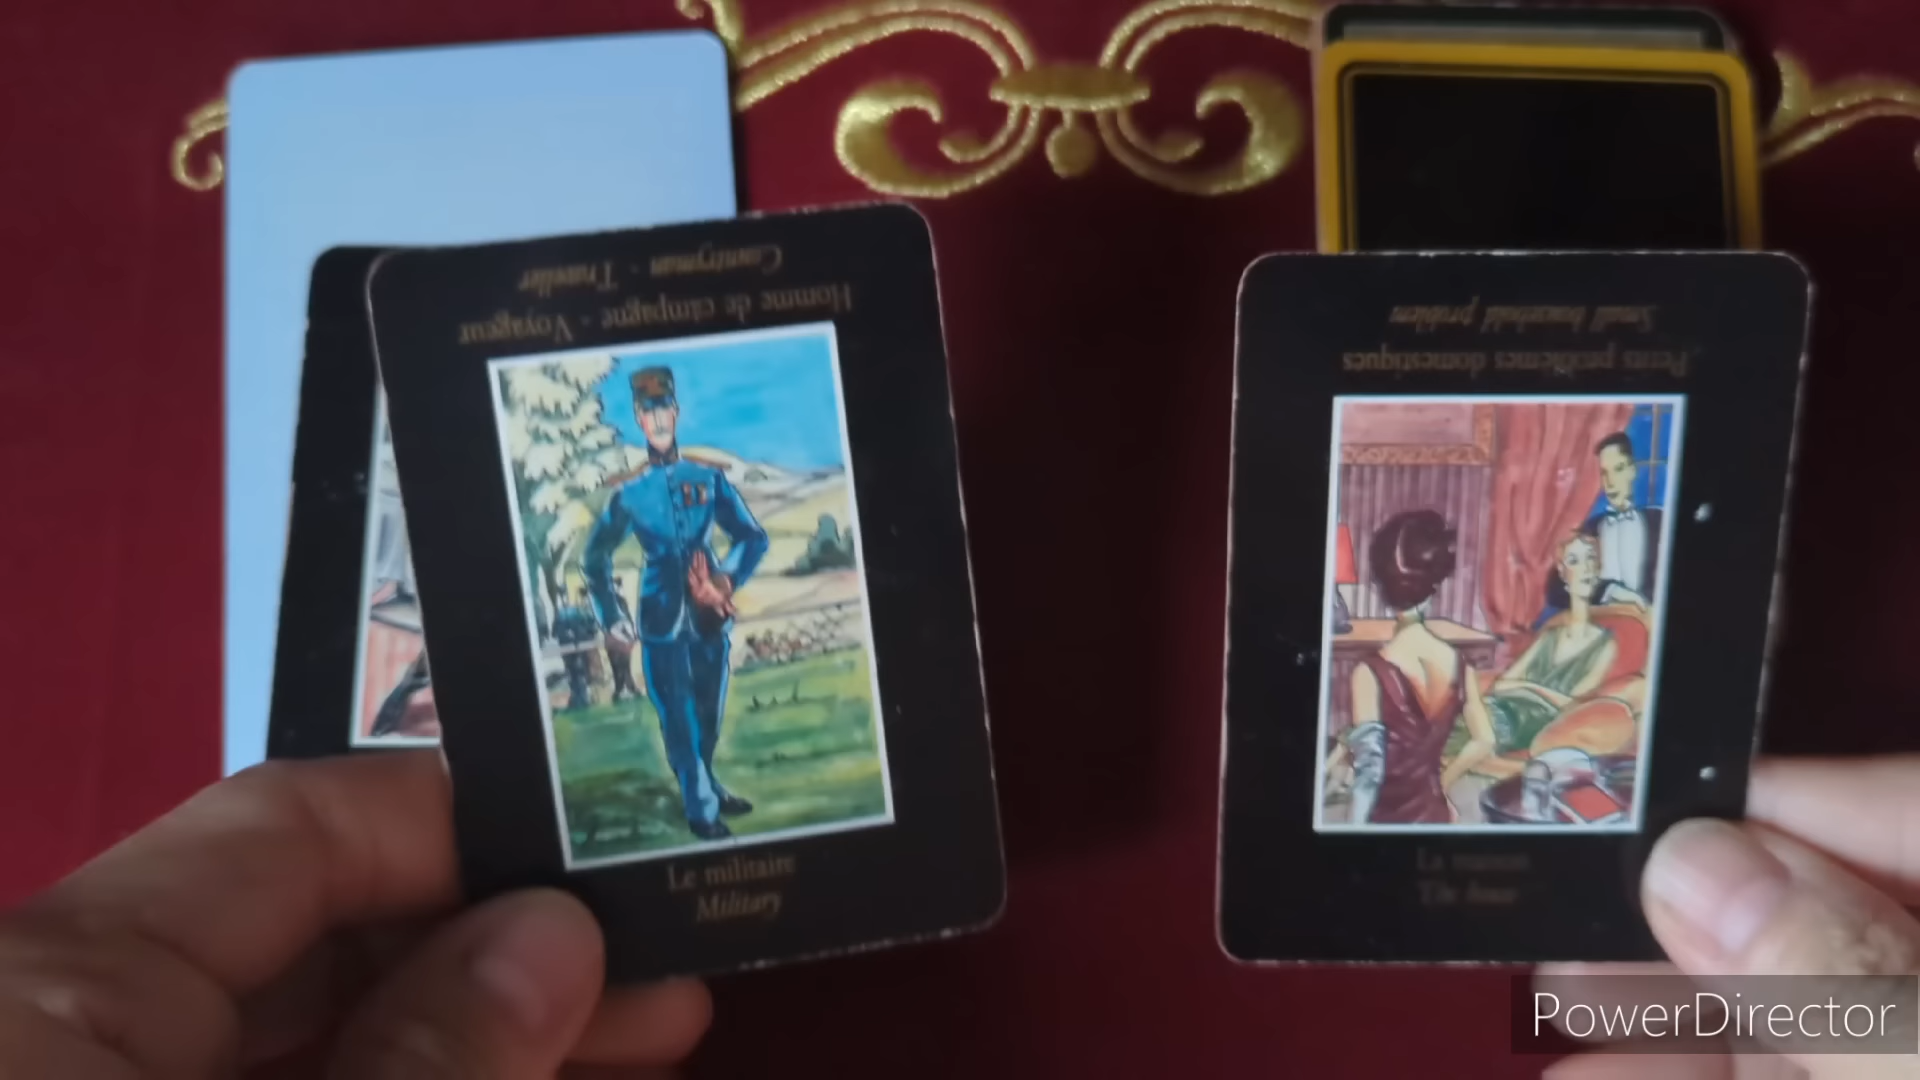 Countryman - Traveller
Homme de campagne - Voyageur
Le militaire
Military
Small household problem
Petits problèmes domestiques
La maison
The house
PowerDirector